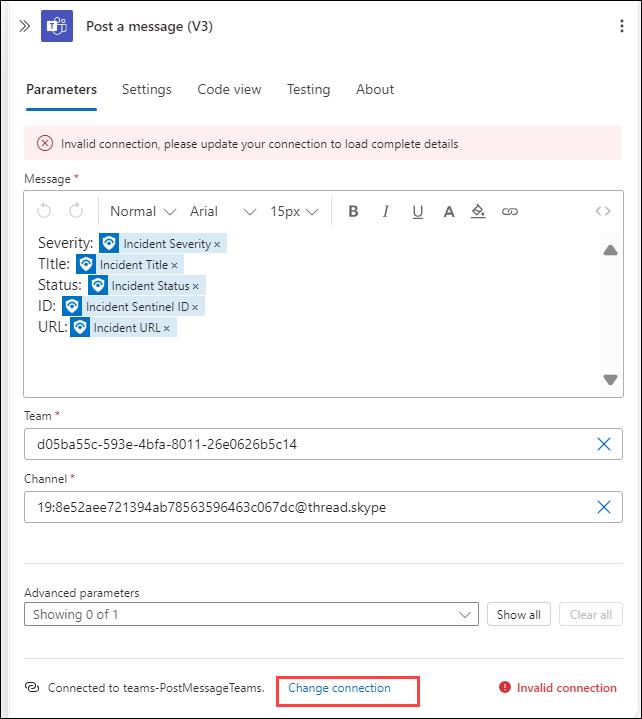 Post a message (V3)
Parameters Settings Code view Testing About
Invalid connection, please update your connection to load complete details
Message *
Normal Arial 15px B I U A
Severity: Incident Severity ×
TItle: Incident Title ×
Status: Incident Status ×
ID: Incident Sentinel ID ×
URL: Incident URL ×
Team *
d05ba55c-593e-4bfa-8011-26e0626b5c14
Channel *
19:8e52aee721394ab78563596463c067dc@thread.skype
Advanced parameters
Showing 0 of 1 Show all Clear all
Connected to teams-PostMessageTeams. Change connection Invalid connection